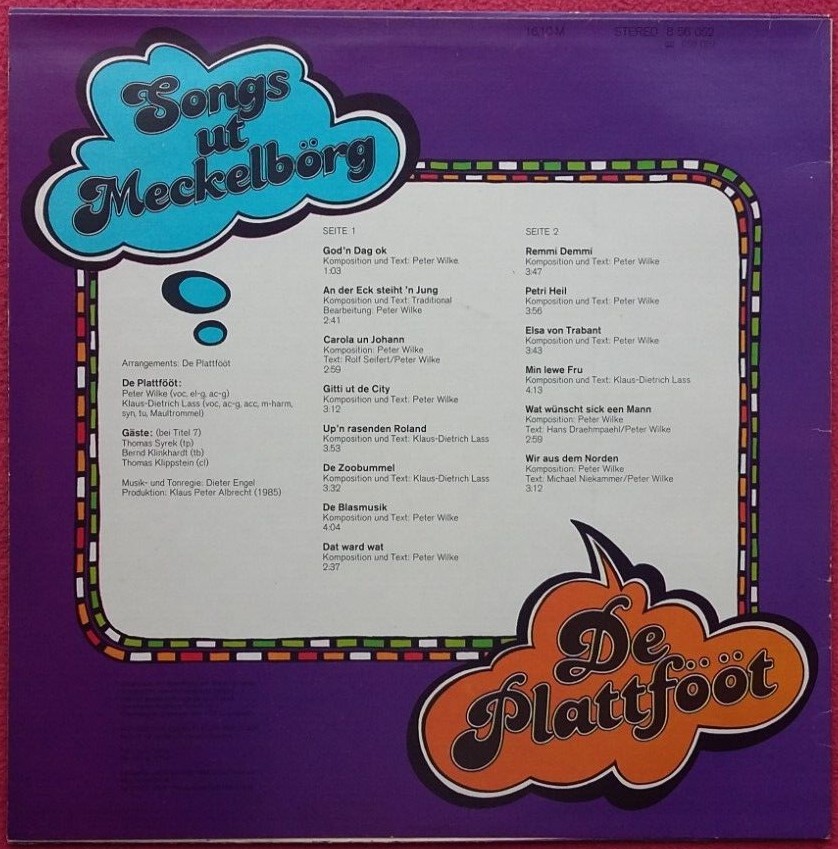 16,10 M STEREO 8 56 092
Songs
ut
Meckelbörg
SEITE 1
God'n Dag ok
Komposition und Text: Peter Wilke
1:03
An der Eck steiht 'n Jung
Komposition und Text: Traditional
Bearbeitung: Peter Wilke
2:41
Carola un Johann
Komposition: Peter Wilke
Text: Rolf Seifert/Peter Wilke
2:59
Gitti ut de City
Komposition und Text: Peter Wilke
3:12
Up'n rasenden Roland
Komposition und Text: Klaus-Dietrich Lass
3:53
De Zoobummel
Komposition und Text: Klaus-Dietrich Lass
3:32
De Blasmusik
Komposition und Text: Peter Wilke
4:04
Dat ward wat
Komposition und Text: Peter Wilke
2:37
SEITE 2
Remmi Demmi
Komposition und Text: Peter Wilke
3:47
Petri Heil
Komposition und Text: Peter Wilke
3:56
Elsa von Trabant
Komposition und Text: Peter Wilke
3:43
Min lewe Fru
Komposition und Text: Klaus-Dietrich Lass
4:13
Wat wünscht sick een Mann
Komposition: Peter Wilke
Text: Hans Draehmpaehl/Peter Wilke
2:59
Wir aus dem Norden
Komposition: Peter Wilke
Text: Michael Niekammer/Peter Wilke
3:12
Arrangements: De Plattfööt
De Plattfööt:
Peter Wilke (voc, el-g, ac-g)
Klaus-Dietrich Lass (voc, ac-g, acc, m-harm,
syn, tu, Maultrommel)
Gäste: (bei Titel 7)
Thomas Syrek (tp)
Bernd Klinkhardt (tb)
Thomas Klippstein (cl)
Musik- und Tonregie: Dieter Engel
Produktion: Klaus Peter Albrecht (1985)
De
Plattfööt